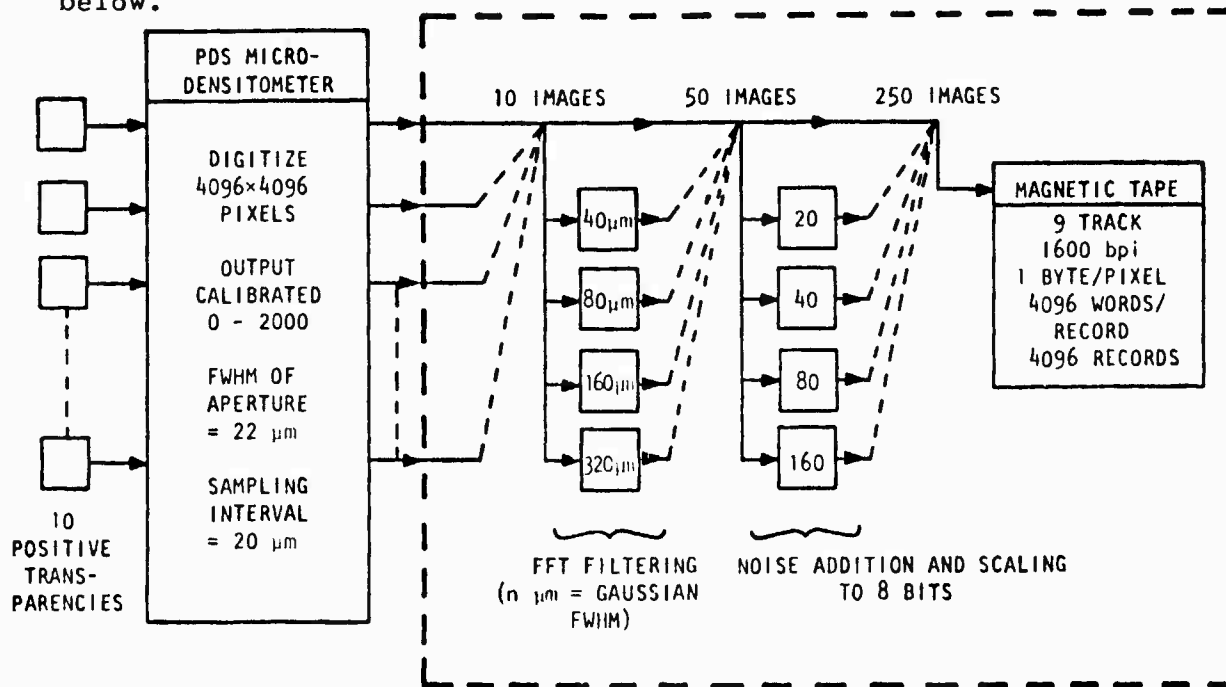 below.
PDS MICRO-
DENSITOMETER
DIGITIZE
4096×4096
PIXELS
OUTPUT
CALIBRATED
0 - 2000
FWHM OF
APERTURE
= 22 μm
SAMPLING
INTERVAL
= 20 μm
10
POSITIVE
TRANS-
PARENCIES
10 IMAGES
50 IMAGES
250 IMAGES
40μm
80μm
160μm
320μm
FFT FILTERING
(n μm = GAUSSIAN
FWHM)
20
40
80
160
NOISE ADDITION AND SCALING
TO 8 BITS
MAGNETIC TAPE
9 TRACK
1600 bpi
1 BYTE/PIXEL
4096 WORDS/
RECORD
4096 RECORDS